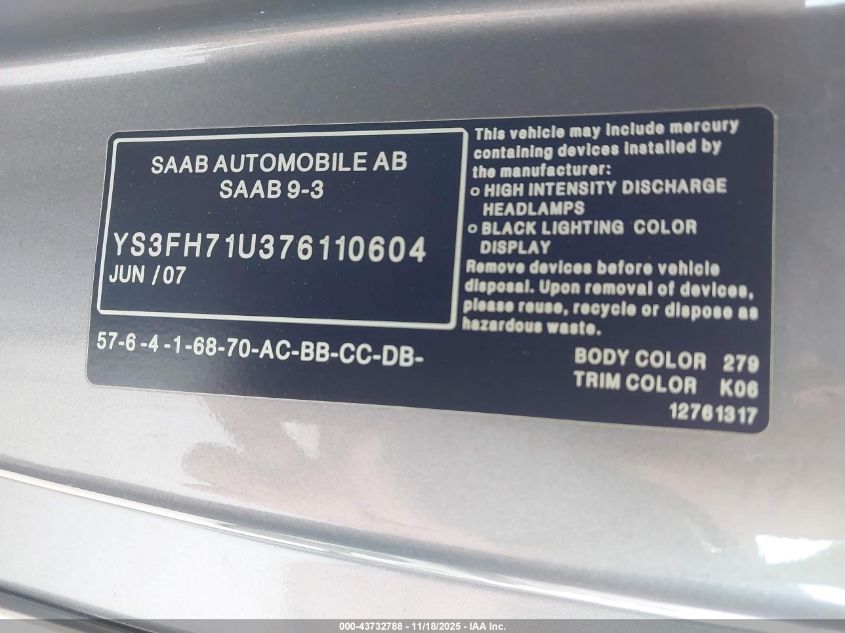 SAAB AUTOMOBILE AB
SAAB 9-3
YS3FH71U376110604
JUN / 07
57-6 -4 -1-68-70-AC-BB-CC-DB-
This vehicle may include mercury
containing devices installed by
the manufacturer:
o HIGH INTENSITY DISCHARGE
HEADLAMPS
o BLACK LIGHTING COLOR
DISPLAY
Remove devices before vehicle
disposal. Upon removal of devices,
please reuse, recycle or dispose as
hazardous waste.
BODY COLOR 279
TRIM COLOR K06
12761317
000-43732788 - 11/18/2025 - IAA Inc.